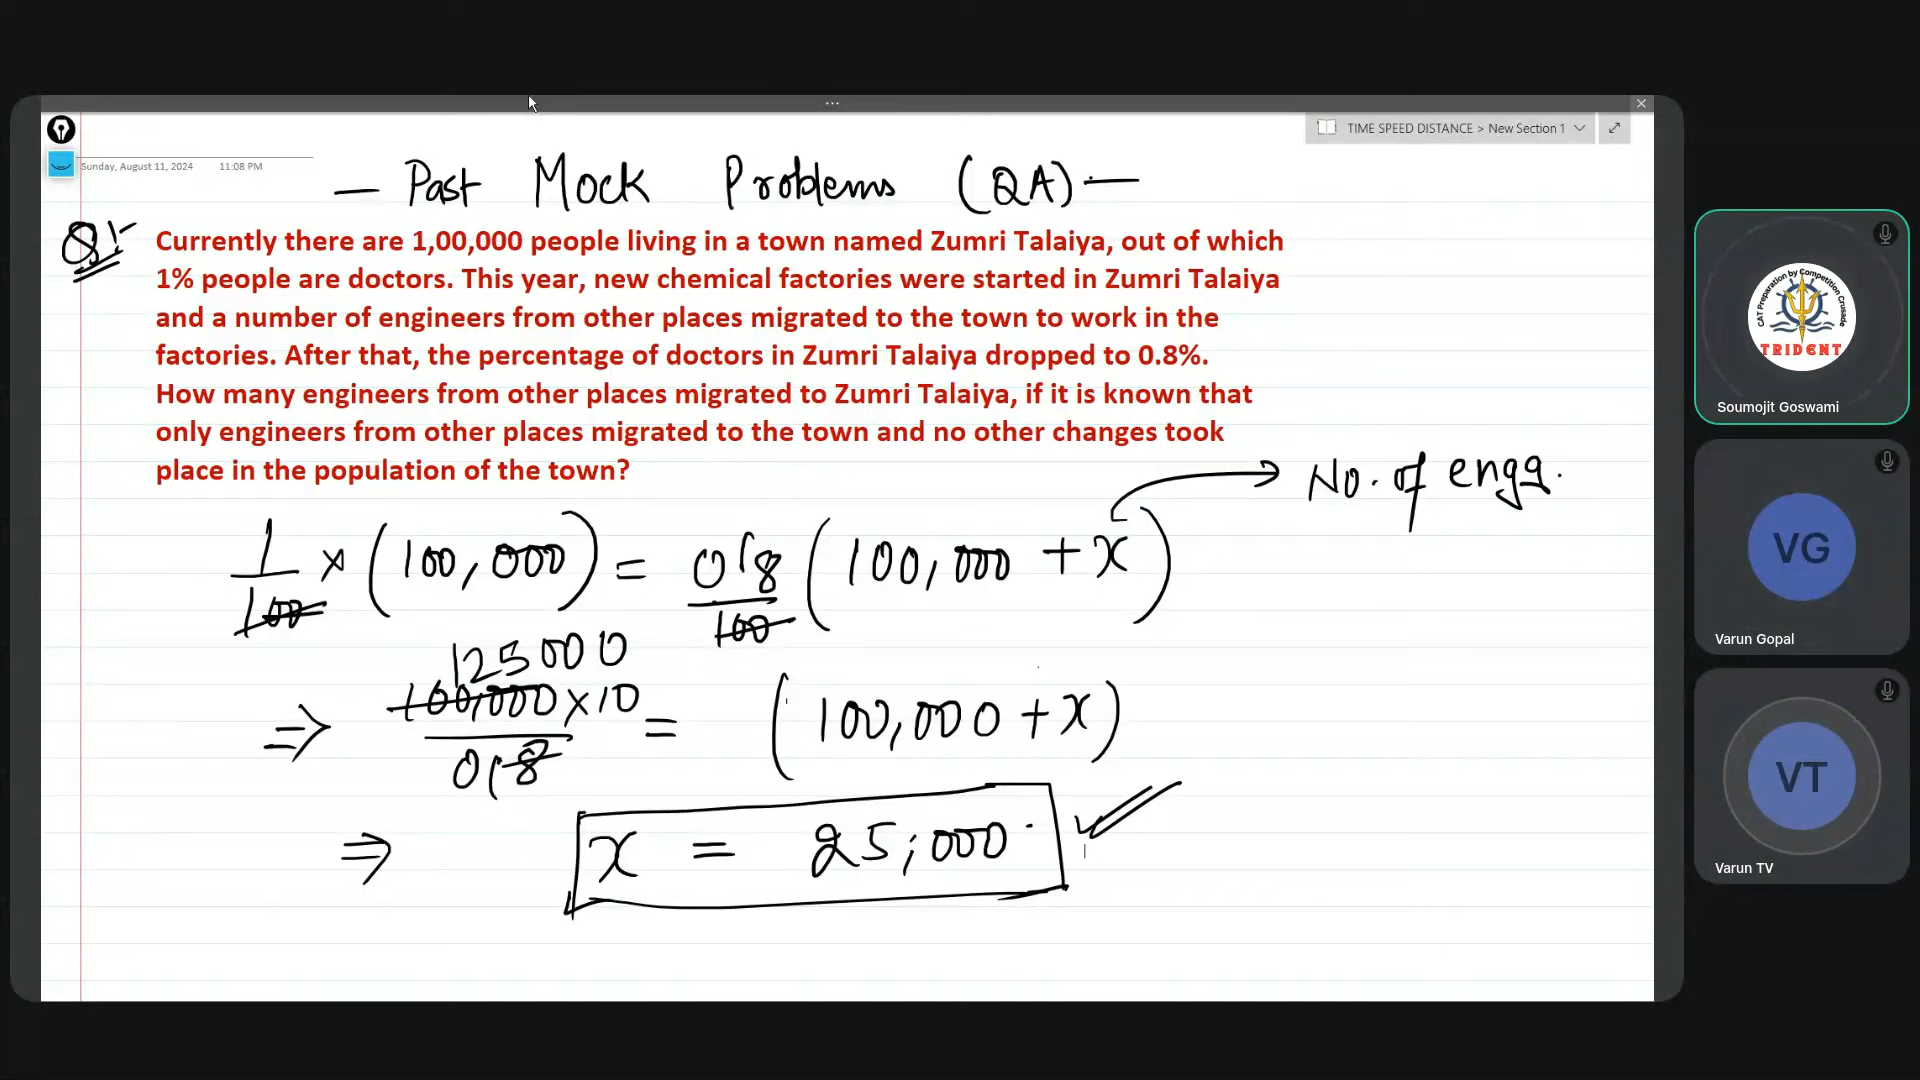 TIME SPEED DISTANCE > New Section 1
Sunday, August 11, 2024 11:08 PM
— Past Mock Problems (QA) —
Q1-
Currently there are 1,00,000 people living in a town named Zumri Talaiya, out of which
1% people are doctors. This year, new chemical factories were started in Zumri Talaiya
and a number of engineers from other places migrated to the town to work in the
factories. After that, the percentage of doctors in Zumri Talaiya dropped to 0.8%.
How many engineers from other places migrated to Zumri Talaiya, if it is known that
only engineers from other places migrated to the town and no other changes took
place in the population of the town?
→ No. of engg.
1/100 × (100,000) = 0.8/100 (100,000 + x)
125000
⇒ 100,000 × 10 / 0.8 = (100,000 + x)
⇒ x = 25,000 ✓
CAT Preparation by Competition Crusade
TRIDENT
Soumojit Goswami
VG
Varun Gopal
VT
Varun TV